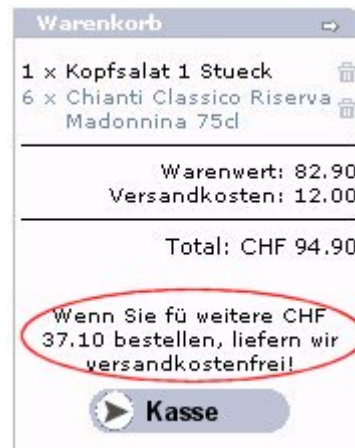 Warenkorb
1 x Kopfsalat 1 Stueck
6 x Chianti Classico Riserva
Madonnina 75cl
Warenwert: 82.90
Versandkosten: 12.00
Total: CHF 94.90
Wenn Sie fü weitere CHF
37.10 bestellen, liefern wir
versandkostenfrei!
Kasse